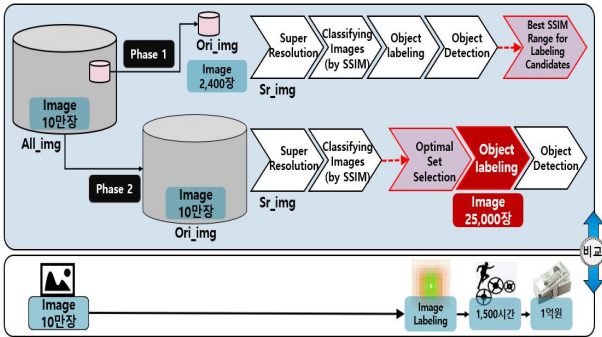 Phase 1
Ori_img
Image
2,400장
Super
Resolution
Sr_img
Classifying
Images
(by SSIM)
Object
labeling
Object
Detection
Best SSIM
Range for
Labeling
Candidates
Image
10만장
All_img
Phase 2
Image
10만장
Ori_img
Super
Resolution
Sr_img
Classifying
Images
(by SSIM)
Optimal
Set
Selection
Object
labeling
Image
25,000장
Object
Detection
비교
Image
10만장
Image
Labeling
1,500시간
1억원